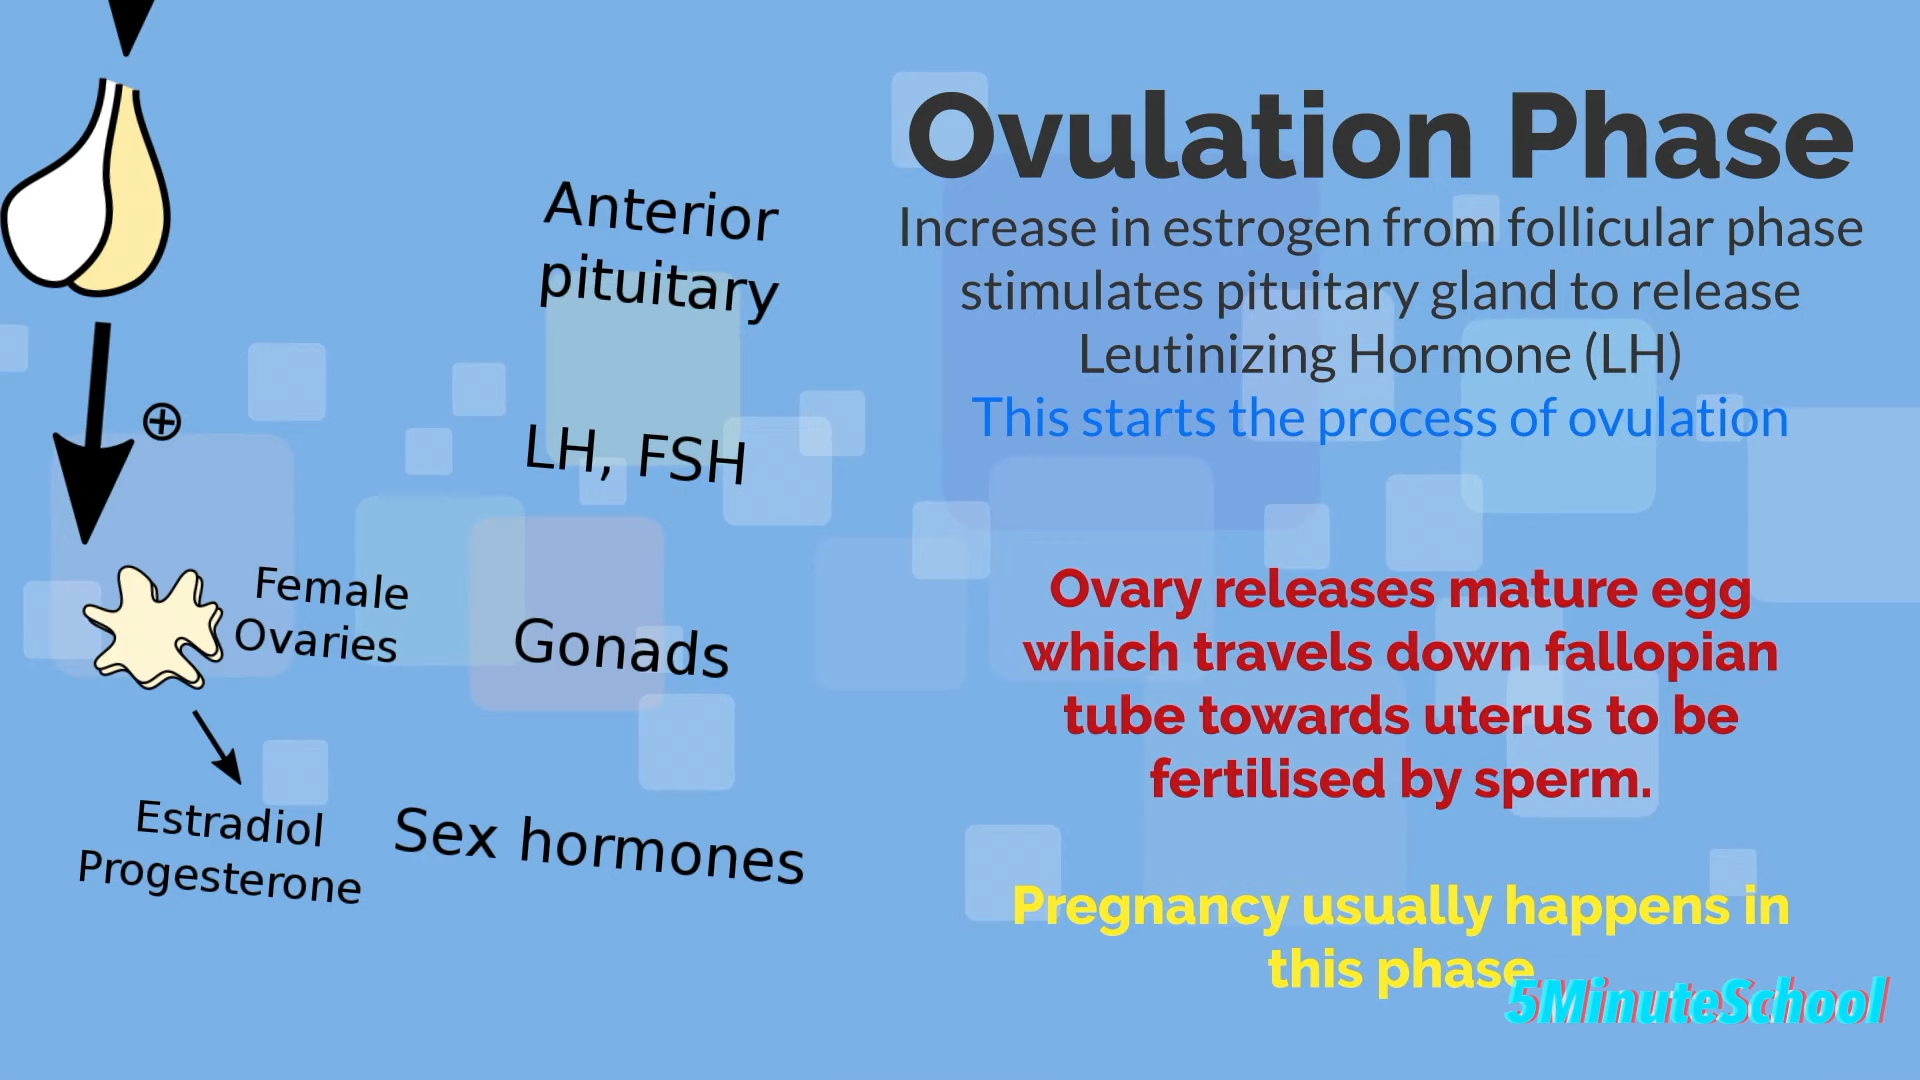 Ovulation Phase
Increase in estrogen from follicular phase
stimulates pituitary gland to release
Leutinizing Hormone (LH)
This starts the process of ovulation
Ovary releases mature egg
which travels down fallopian
tube towards uterus to be
fertilised by sperm.
Pregnancy usually happens in
this phase
5MinuteSchool
Anterior
pituitary
LH, FSH
Female
Ovaries
Gonads
Estradiol
Progesterone
Sex hormones